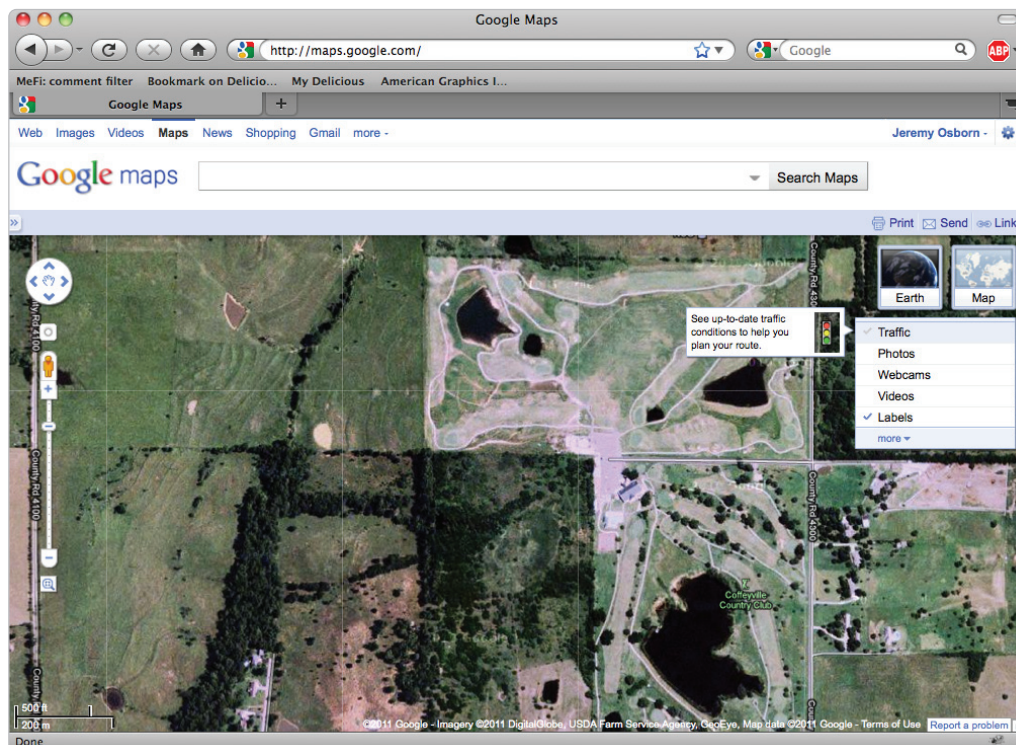 Google Maps
http://maps.google.com/
Google
ABP
MeFi: comment filter Bookmark on Delicio... My Delicious American Graphics I...
Google Maps +
Web Images Videos Maps News Shopping Gmail more
Jeremy Osborn
Google maps
Search Maps
» Print Send Link
Earth
Map
See up-to-date traffic
conditions to help you
plan your route.
Traffic
Photos
Webcams
Videos
Labels
more
County Rd 4100
County Rd 4100
County Rd 4300
Coffeyville
Country Club
500 ft
200 m
©2011 Google - Imagery ©2011 DigitalGlobe, USDA Farm Service Agency, GeoEye, Map data ©2011 Google - Terms of Use
Report a problem
Done